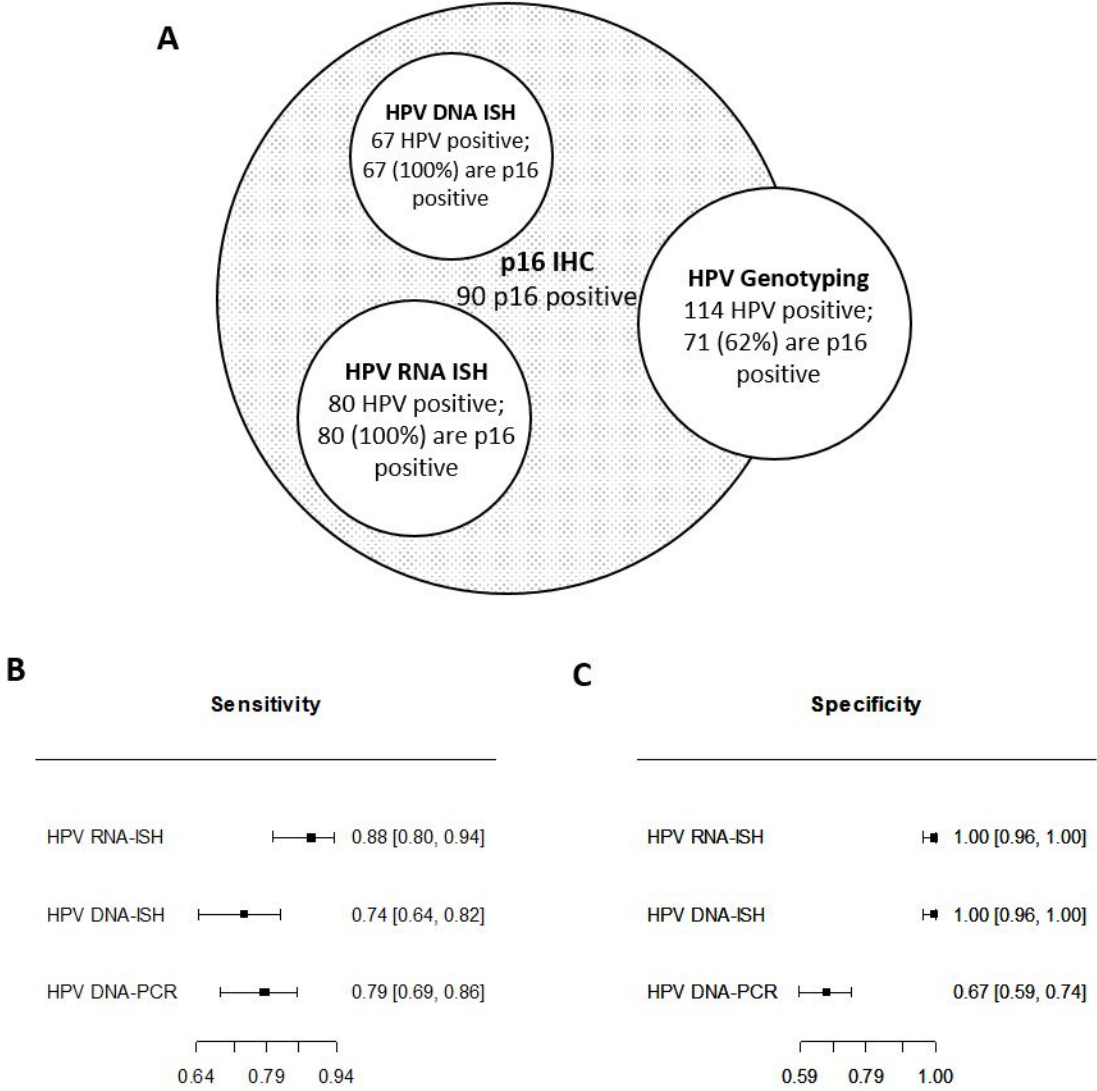 A
HPV DNA ISH
67 HPV positive;
67 (100%) are p16
positive
p16 IHC
90 p16 positive
HPV Genotyping
114 HPV positive;
71 (62%) are p16
positive
HPV RNA ISH
80 HPV positive;
80 (100%) are p16
positive
B
Sensitivity
HPV RNA-ISH 0.88 [0.80, 0.94]
HPV DNA-ISH 0.74 [0.64, 0.82]
HPV DNA-PCR 0.79 [0.69, 0.86]
0.64 0.79 0.94
C
Specificity
HPV RNA-ISH 1.00 [0.96, 1.00]
HPV DNA-ISH 1.00 [0.96, 1.00]
HPV DNA-PCR 0.67 [0.59, 0.74]
0.59 0.79 1.00